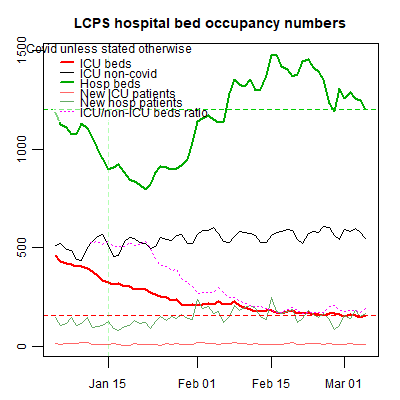 LCPS hospital bed occupancy numbers
Covid unless stated otherwise
ICU beds
ICU non-covid
Hosp beds
New ICU patients
New hosp patients
ICU/non-ICU beds ratio
1500
1000
500
0
Jan 15
Feb 01
Feb 15
Mar 01